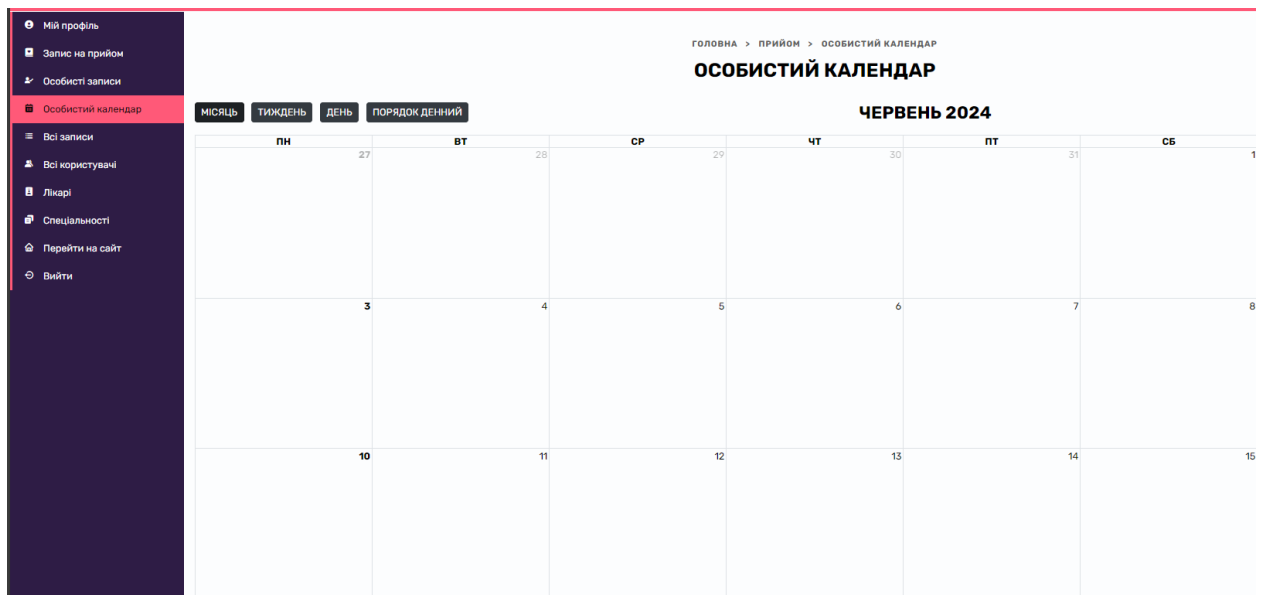 Мій профіль
Запис на прийом
Особисті записи
Особистий календар
Всі записи
Всі користувачі
Лікарі
Спеціальності
Перейти на сайт
Вийти
ГОЛОВНА > ПРИЙОМ > ОСОБИСТИЙ КАЛЕНДАР
ОСОБИСТИЙ КАЛЕНДАР
МІСЯЦЬ ТИЖДЕНЬ ДЕНЬ ПОРЯДОК ДЕННИЙ
ЧЕРВЕНЬ 2024
ПН ВТ СР ЧТ ПТ СБ
27 28 29 30 31 1
3 4 5 6 7 8
10 11 12 13 14 15